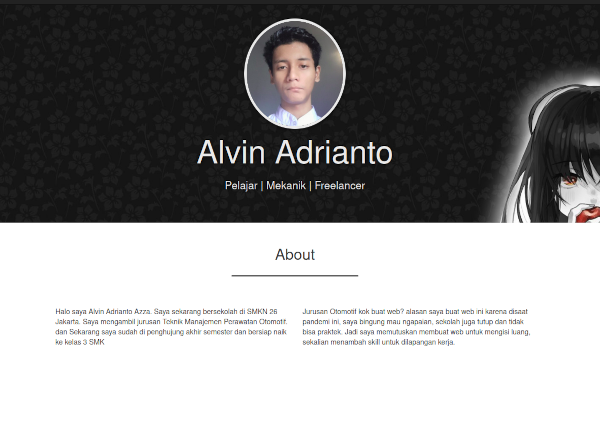 Alvin Adrianto
Pelajar | Mekanik | Freelancer
About
Halo saya Alvin Adrianto Azza. Saya sekarang bersekolah di SMKN 26
Jakarta, Saya mengambil jurusan Teknik Manajemen Perawatan Otomotif.
dan Sekarang saya sudah di penghujung akhir semester dan bersiap naik
ke kelas 3 SMK
Jurusan Otomotif kok buat web? alasan saya buat web ini karena disaat
pandemi ini, saya bingung mau ngapaian, sekolah juga tutup dan tidak
bisa praktek. Jadi saya memutuskan membuat web untuk mengisi luang,
sekalian menambah skill untuk dilapangan kerja.